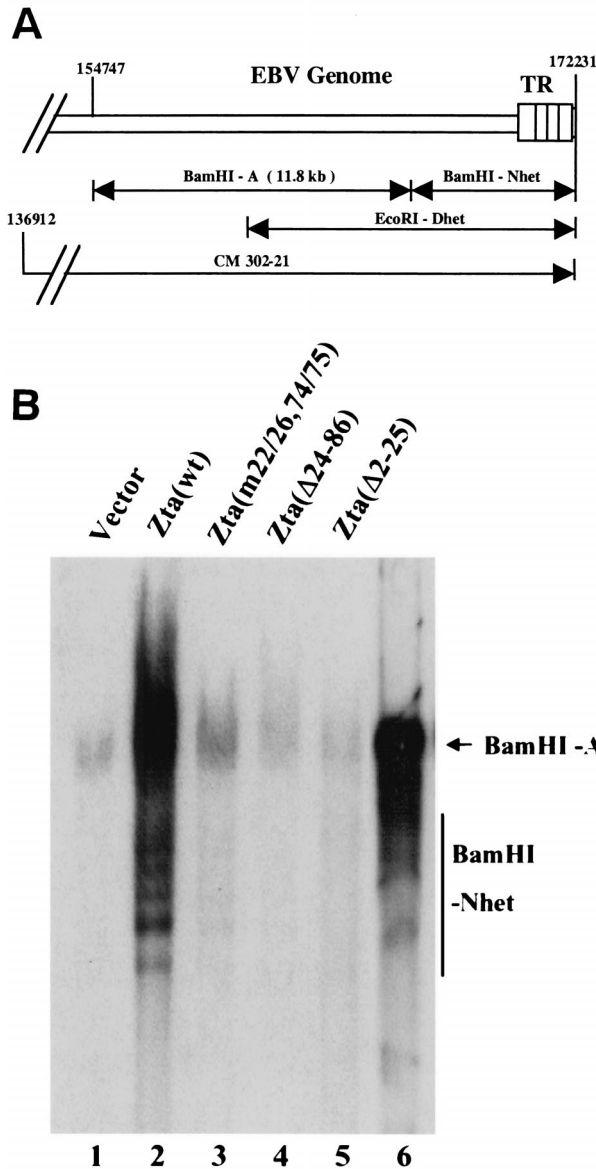 A
154747
EBV Genome
172231
TR
BamHI - A ( 11.8 kb )
BamHI - Nhet
EcoRI - Dhet
136912
CM 302-21
B
Vector
Zta(wt)
Zta(m22/26,74/75)
Zta(Δ24-86)
Zta(Δ2-25)
BamHI -A
BamHI
-Nhet
1 2 3 4 5 6